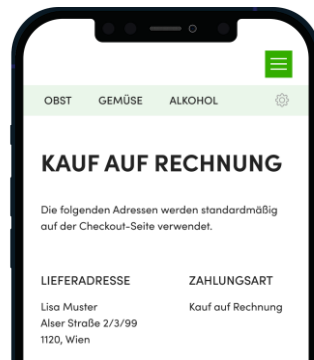 OBST GEMÜSE ALKOHOL
KAUF AUF RECHNUNG
Die folgenden Adressen werden standardmäßig
auf der Checkout-Seite verwendet.
LIEFERADRESSE ZAHLUNGSART
Lisa Muster Kauf auf Rechnung
Alser Straße 2/3/99
1120, Wien